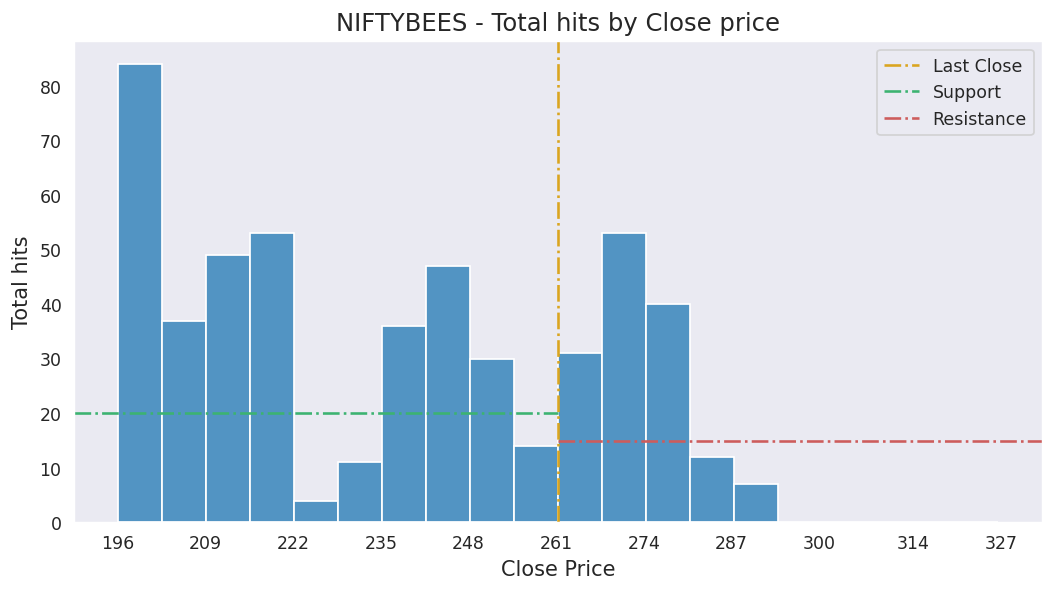 NIFTYBEES - Total hits by Close price
Last Close
Support
Resistance
Total hits
80
70
60
50
40
30
20
10
0
196 209 222 235 248 261 274 287 300 314 327
Close Price